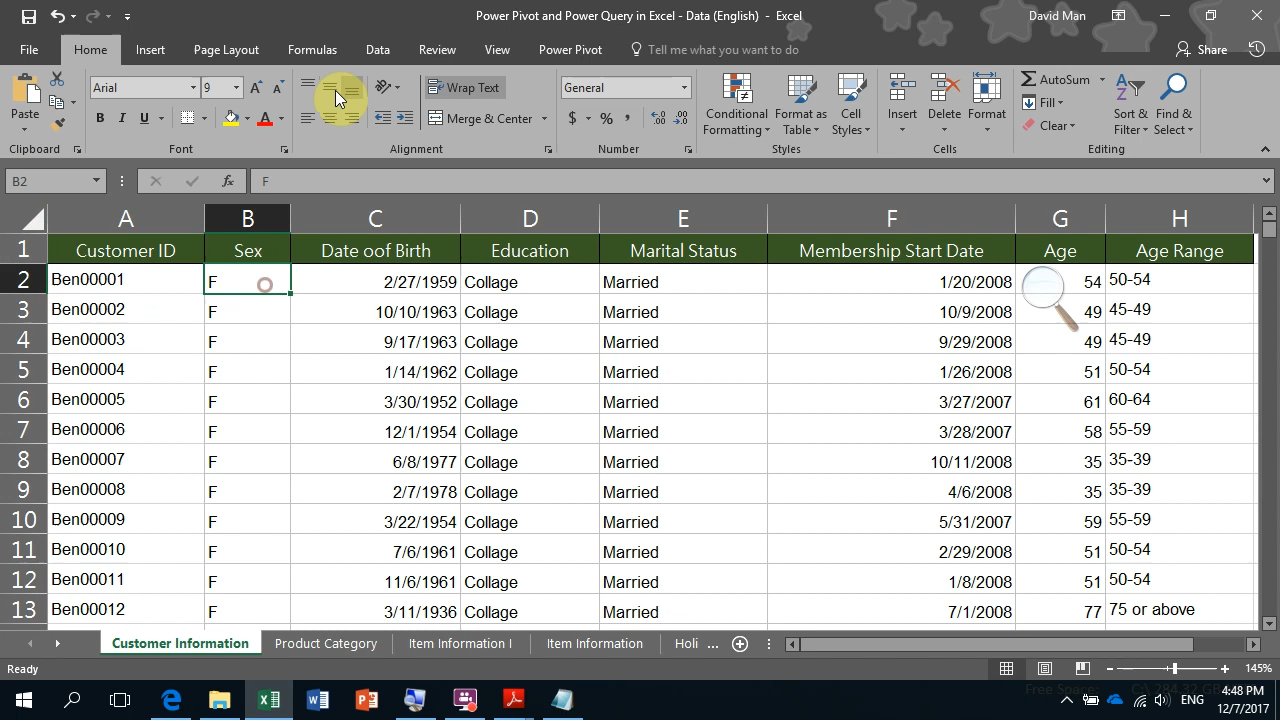 Power Pivot and Power Query in Excel - Data (English) - Excel
David Man
File Home Insert Page Layout Formulas Data Review View Power Pivot Tell me what you want to do Share
Arial 9 Wrap Text General AutoSum
Paste B I U Merge & Center $ % , Conditional Formatting Format as Table Cell Styles Insert Delete Format Fill Sort & Filter Find & Select
Clear
Clipboard Font Alignment Number Styles Cells Editing
B2 fx F
A B C D E F G H
1 Customer ID Sex Date oof Birth Education Marital Status Membership Start Date Age Age Range
2 Ben00001 F 2/27/1959 Collage Married 1/20/2008 54 50-54
3 Ben00002 F 10/10/1963 Collage Married 10/9/2008 49 45-49
4 Ben00003 F 9/17/1963 Collage Married 9/29/2008 49 45-49
5 Ben00004 F 1/14/1962 Collage Married 1/26/2008 51 50-54
6 Ben00005 F 3/30/1952 Collage Married 3/27/2007 61 60-64
7 Ben00006 F 12/1/1954 Collage Married 3/28/2007 58 55-59
8 Ben00007 F 6/8/1977 Collage Married 10/11/2008 35 35-39
9 Ben00008 F 2/7/1978 Collage Married 4/6/2008 35 35-39
10 Ben00009 F 3/22/1954 Collage Married 5/31/2007 59 55-59
11 Ben00010 F 7/6/1961 Collage Married 2/29/2008 51 50-54
12 Ben00011 F 11/6/1961 Collage Married 1/8/2008 51 50-54
13 Ben00012 F 3/11/1936 Collage Married 7/1/2008 77 75 or above
Customer Information Product Category Item Information I Item Information Holi ...
Ready 145%
Free Space: C:\
ENG 4:48 PM
12/7/2017